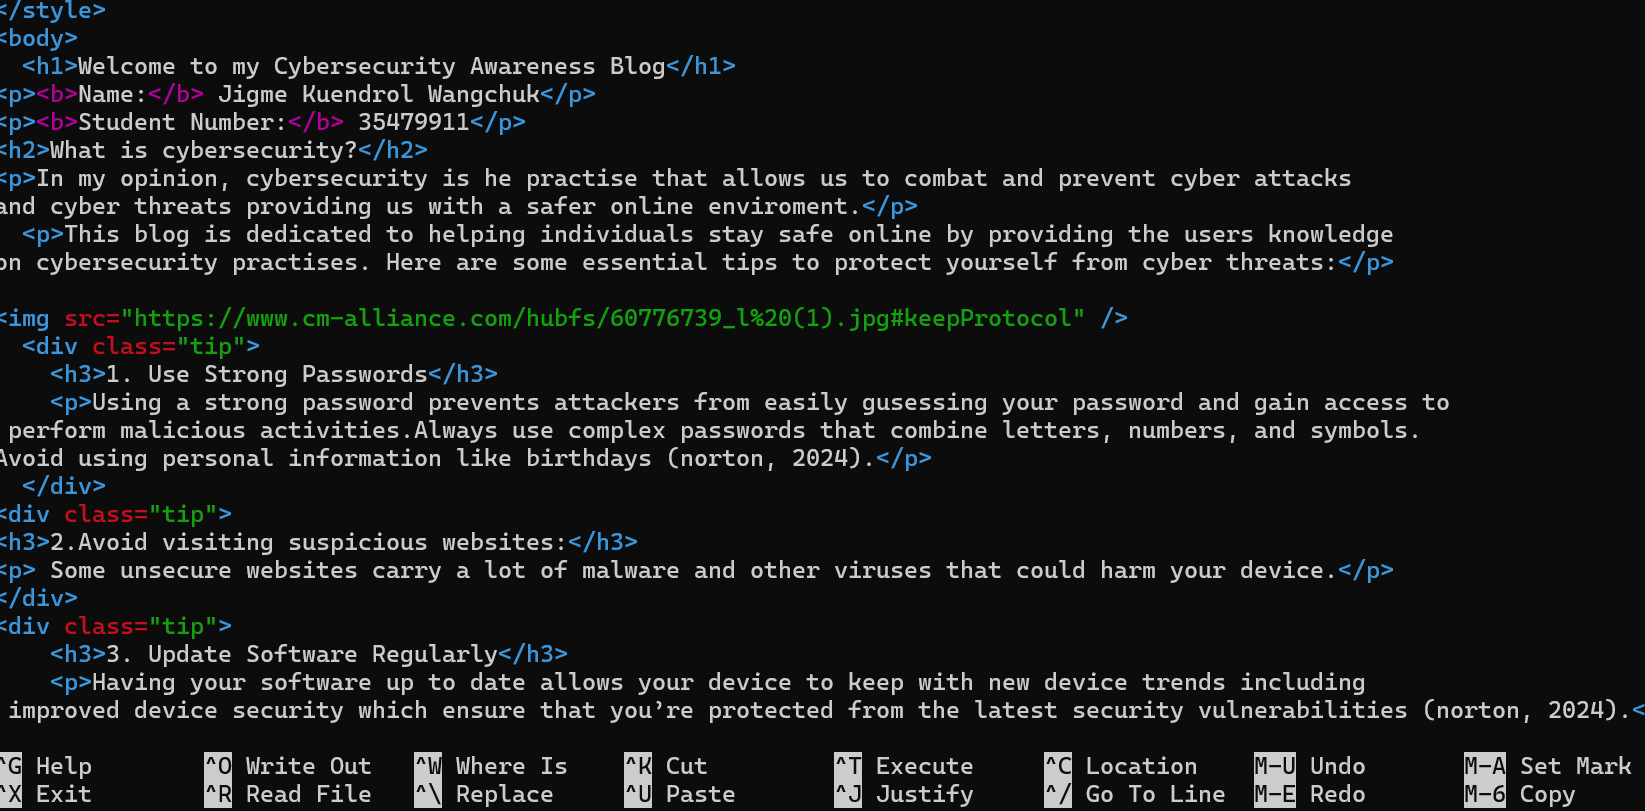 </style>
<body>
<h1>Welcome to my Cybersecurity Awareness Blog</h1>
<p><b>Name:</b> Jigme Kuendrol Wangchuk</p>
<p><b>Student Number:</b> 35479911</p>
<h2>What is cybersecurity?</h2>
<p>In my opinion, cybersecurity is he practise that allows us to combat and prevent cyber attacks
and cyber threats providing us with a safer online enviroment.</p>
<p>This blog is dedicated to helping individuals stay safe online by providing the users knowledge
on cybersecurity practises. Here are some essential tips to protect yourself from cyber threats:</p>
<img src="https://www.cm-alliance.com/hubfs/60776739_l%20(1).jpg#keepProtocol" />
<div class="tip">
<h3>1. Use Strong Passwords</h3>
<p>Using a strong password prevents attackers from easily gusessing your password and gain access to
perform malicious activities.Always use complex passwords that combine letters, numbers, and symbols.
Avoid using personal information like birthdays (norton, 2024).</p>
</div>
<div class="tip">
<h3>2.Avoid visiting suspicious websites:</h3>
<p> Some unsecure websites carry a lot of malware and other viruses that could harm your device.</p>
</div>
<div class="tip">
<h3>3. Update Software Regularly</h3>
<p>Having your software up to date allows your device to keep with new device trends including
improved device security which ensure that you’re protected from the latest security vulnerabilities (norton, 2024).<
^G Help ^O Write Out ^W Where Is ^K Cut ^T Execute ^C Location M-U Undo M-A Set Mark
^X Exit ^R Read File ^\ Replace ^U Paste ^J Justify ^/ Go To Line M-E Redo M-6 Copy